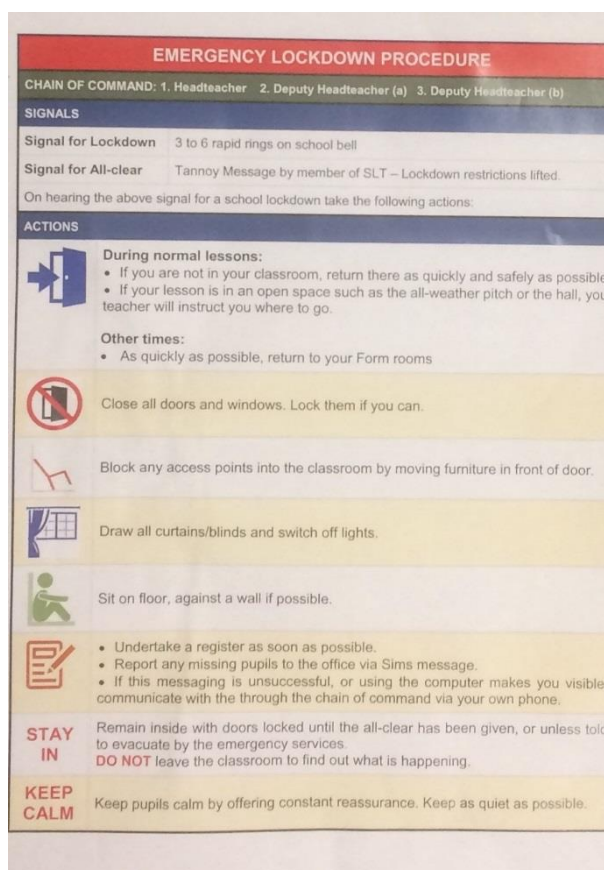 EMERGENCY LOCKDOWN PROCEDURE
CHAIN OF COMMAND: 1. Headteacher 2. Deputy Headteacher (a) 3. Deputy Headteacher (b)
SIGNALS
Signal for Lockdown 3 to 6 rapid rings on school bell
Signal for All-clear Tannoy Message by member of SLT – Lockdown restrictions lifted.
On hearing the above signal for a school lockdown take the following actions:
ACTIONS
During normal lessons:
• If you are not in your classroom, return there as quickly and safely as possible
• If your lesson is in an open space such as the all-weather pitch or the hall, you
teacher will instruct you where to go.
Other times:
• As quickly as possible, return to your Form rooms
Close all doors and windows. Lock them if you can.
Block any access points into the classroom by moving furniture in front of door.
Draw all curtains/blinds and switch off lights.
Sit on floor, against a wall if possible.
• Undertake a register as soon as possible.
• Report any missing pupils to the office via Sims message.
• If this messaging is unsuccessful, or using the computer makes you visible
communicate with the through the chain of command via your own phone.
STAY
IN
Remain inside with doors locked until the all-clear has been given, or unless told
to evacuate by the emergency services.
DO NOT leave the classroom to find out what is happening.
KEEP
CALM
Keep pupils calm by offering constant reassurance. Keep as quiet as possible.